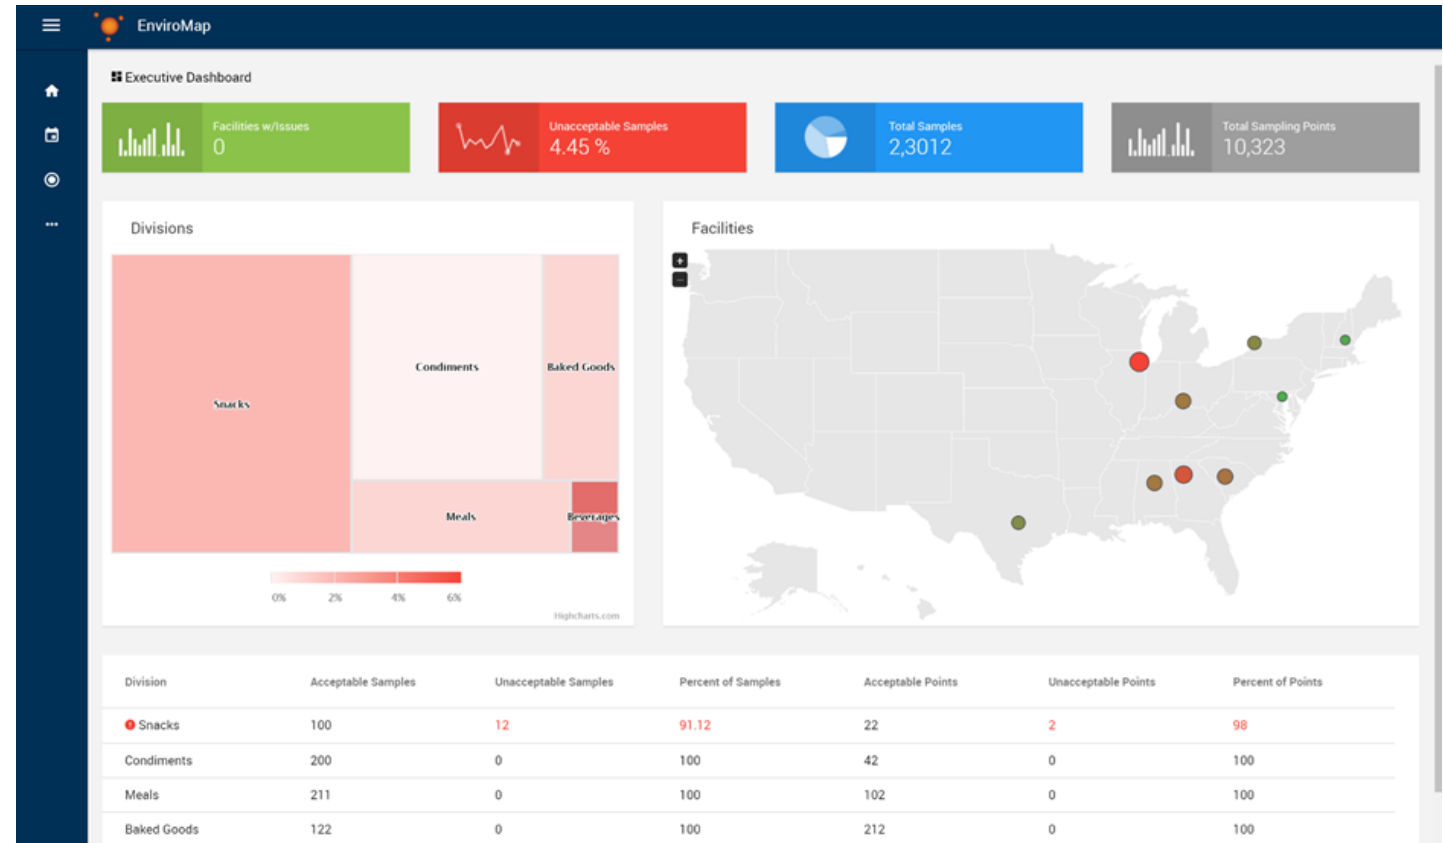 EnviroMap
Executive Dashboard
Facilities w/Issues
0
Unacceptable Samples
4.45 %
Total Samples
2,3012
Total Sampling Points
10,323
Divisions
Snacks
Condiments
Baked Goods
Meals
Beverages
0% 2% 4% 6%
Highcharts.com
Facilities
+
−
Division Acceptable Samples Unacceptable Samples Percent of Samples Acceptable Points Unacceptable Points Percent of Points
Snacks 100 12 91.12 22 2 98
Condiments 200 0 100 42 0 100
Meals 211 0 100 102 0 100
Baked Goods 122 0 100 212 0 100